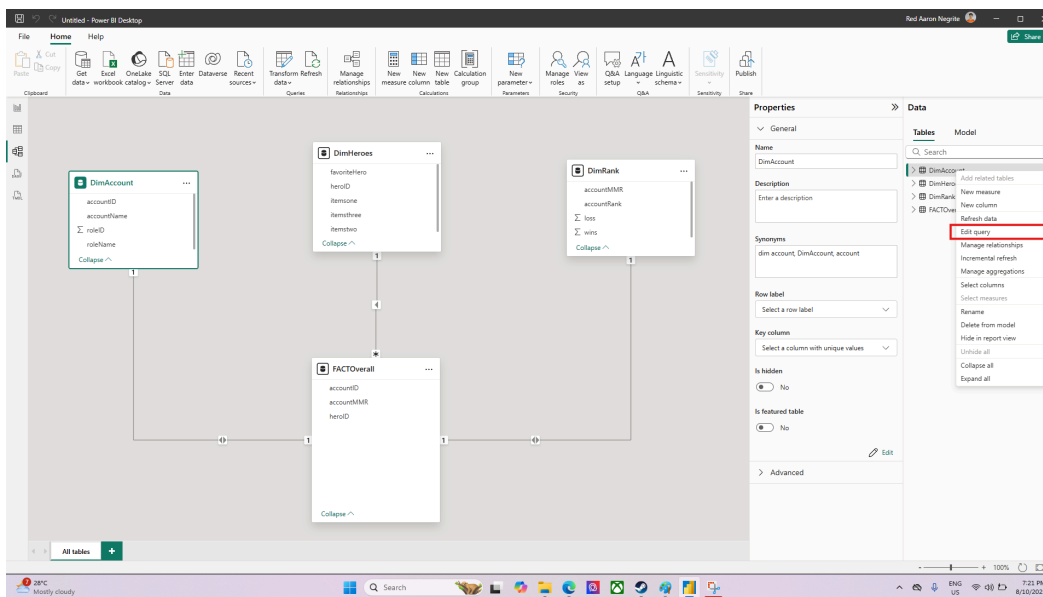 Untitled - Power BI Desktop
Red Aaron Negrite
File Home Help
Share
Paste
Cut
Copy
Get data
Excel workbook
OneLake catalog
SQL Server
Enter data
Dataverse
Recent sources
Transform data
Refresh
Manage relationships
New measure
New column
New table
Calculation group
New parameter
Manage roles
View as
Q&A setup
Language
Linguistic schema
Sensitivity
Publish
Clipboard
Data
Queries
Relationships
Calculations
Parameters
Security
Q&A
Sensitivity
Share
DimAccount
accountID
accountName
Σ roleID
roleName
Collapse
1
DimHeroes
favoriteHero
heroID
itemsone
itemsthree
itemstwo
Collapse
1
DimRank
accountMMR
accountRank
Σ loss
Σ wins
Collapse
1
*
FACTOverall
accountID
accountMMR
heroID
Collapse
1
1
Properties
General
Name
DimAccount
Description
Enter a description
Synonyms
dim account, DimAccount, account
Row label
Select a row label
Key column
Select a column with unique values
Is hidden
No
Is featured table
No
Edit
Advanced
Data
Tables Model
Search
DimAccount
DimHero
DimRank
FACTOve
Add related tables
New measure
New column
Refresh data
Edit query
Manage relationships
Incremental refresh
Manage aggregations
Select columns
Select measures
Rename
Delete from model
Hide in report view
Unhide all
Collapse all
Expand all
All tables +
- + 100%
7
28°C
Mostly cloudy
Search
ENG
US
7:21 PM
8/10/202